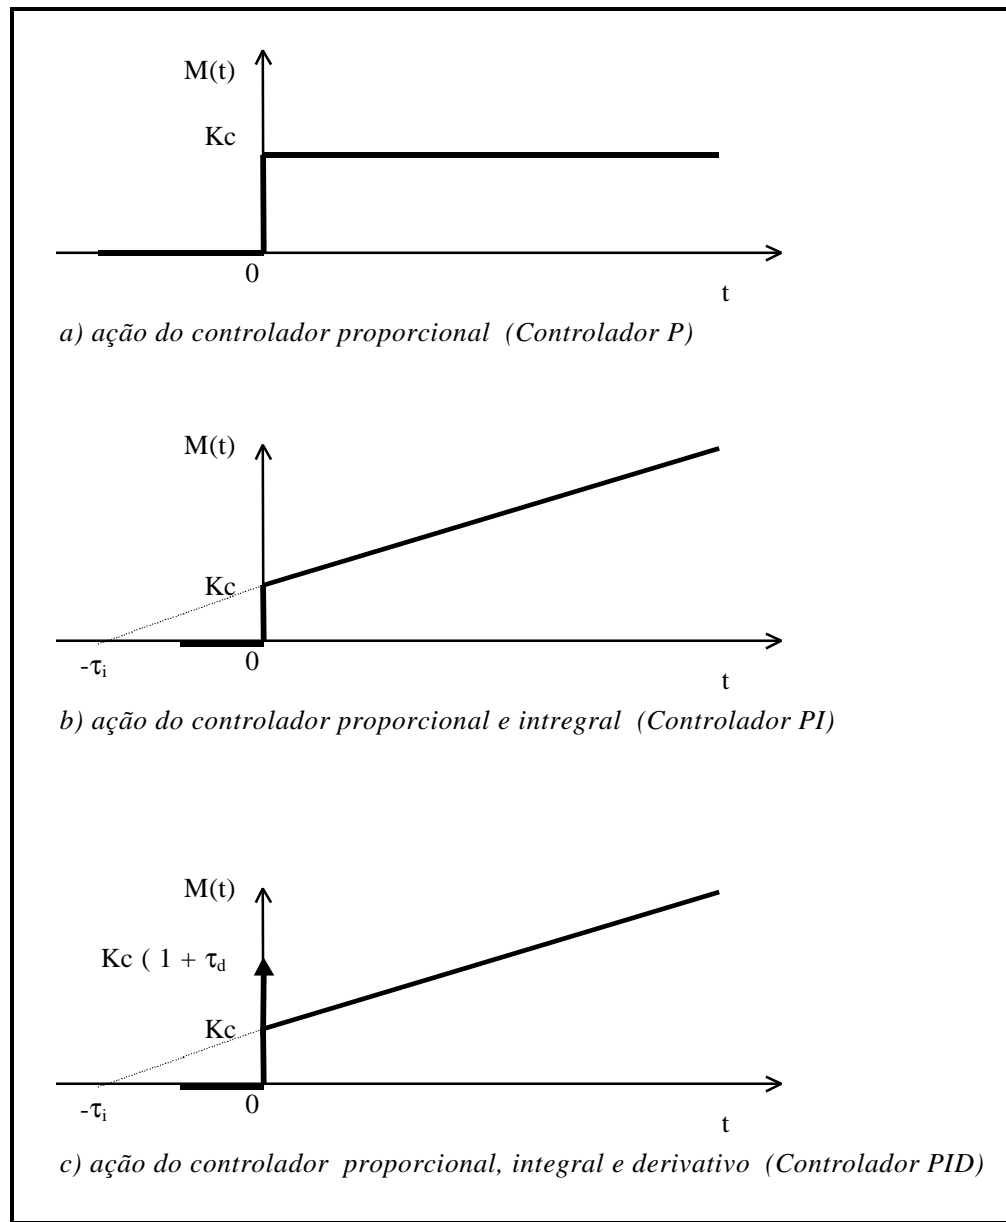 M(t)
Kc
0
t
a) ação do controlador proporcional (Controlador P)
M(t)
Kc
-τi
0
t
b) ação do controlador proporcional e intregral (Controlador PI)
M(t)
Kc ( 1 + τd
Kc
-τi
0
t
c) ação do controlador proporcional, integral e derivativo (Controlador PID)